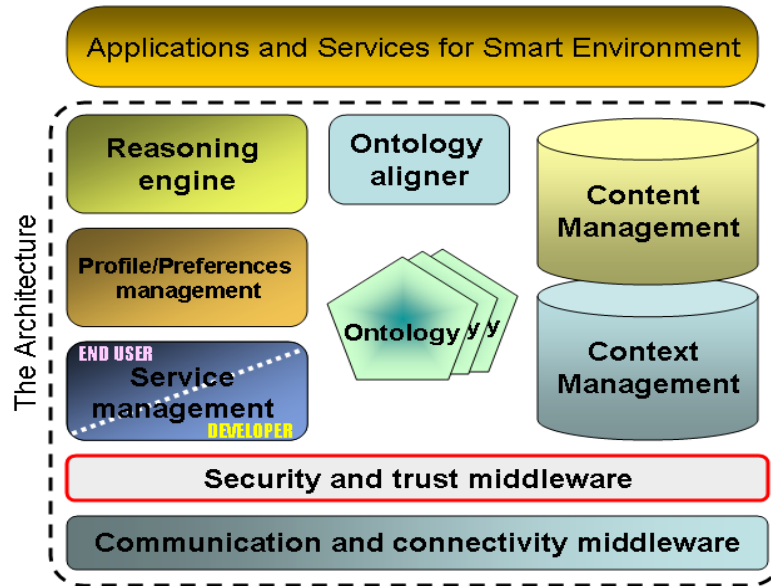 Applications and Services for Smart Environment
The Architecture
Reasoning
engine
Ontology
aligner
Content
Management
Profile/Preferences
management
Ontology
y
y
END USER
Service
management
DEVELOPER
Context
Management
Security and trust middleware
Communication and connectivity middleware